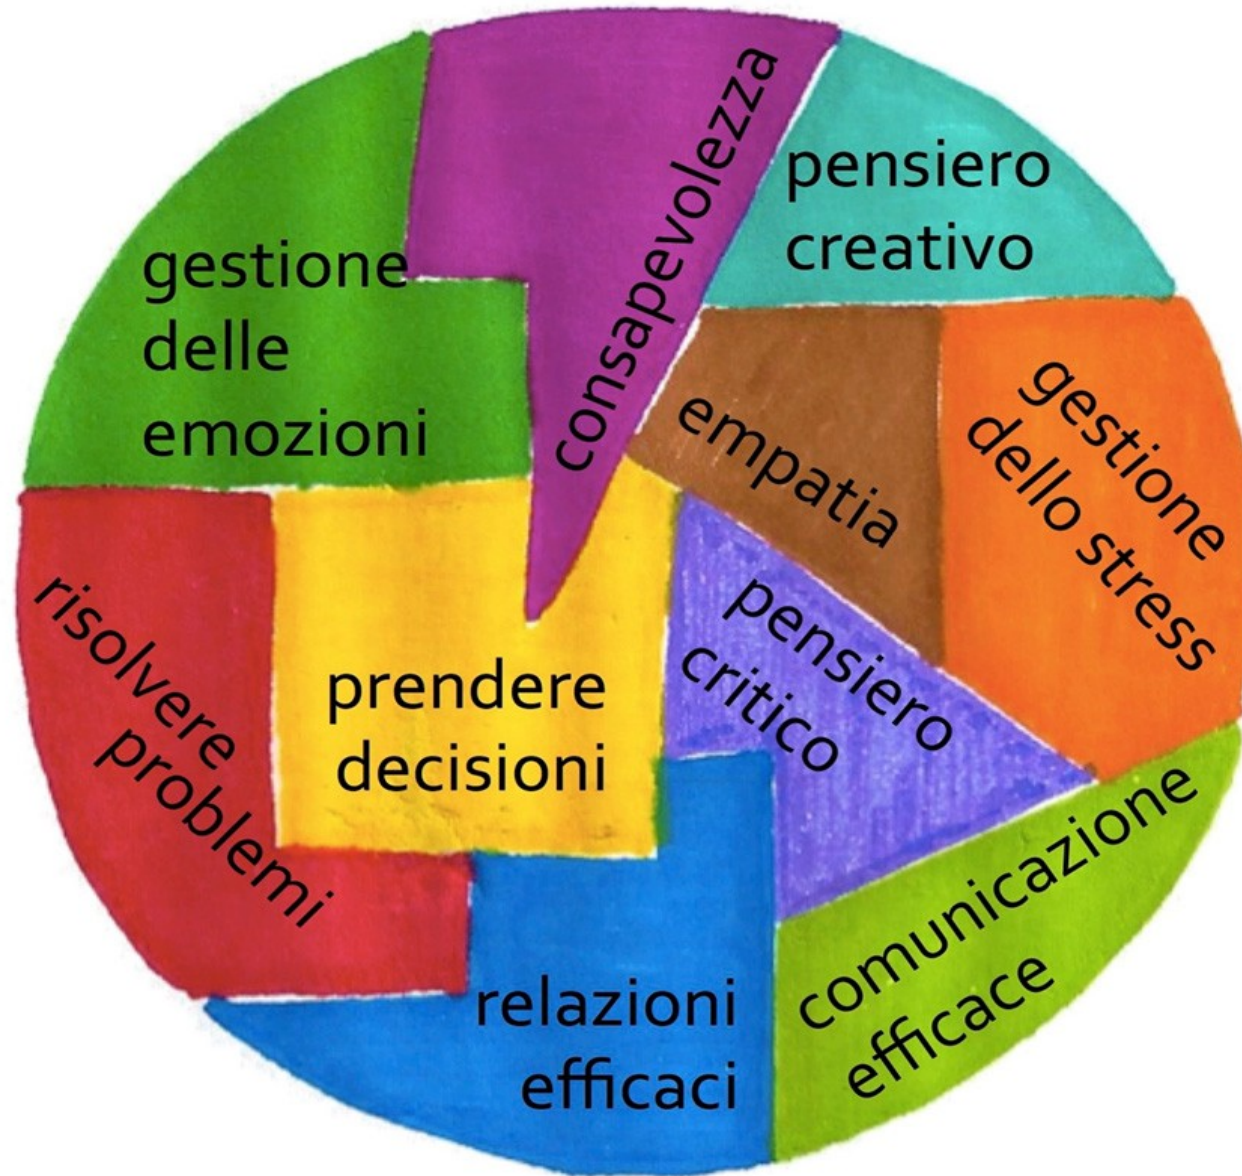 consapevolezza
pensiero
creativo
gestione
delle
emozioni
empatia
gestione
dello stress
risolvere
problemi
prendere
decisioni
pensiero
critico
comunicazione
efficace
relazioni
efficaci